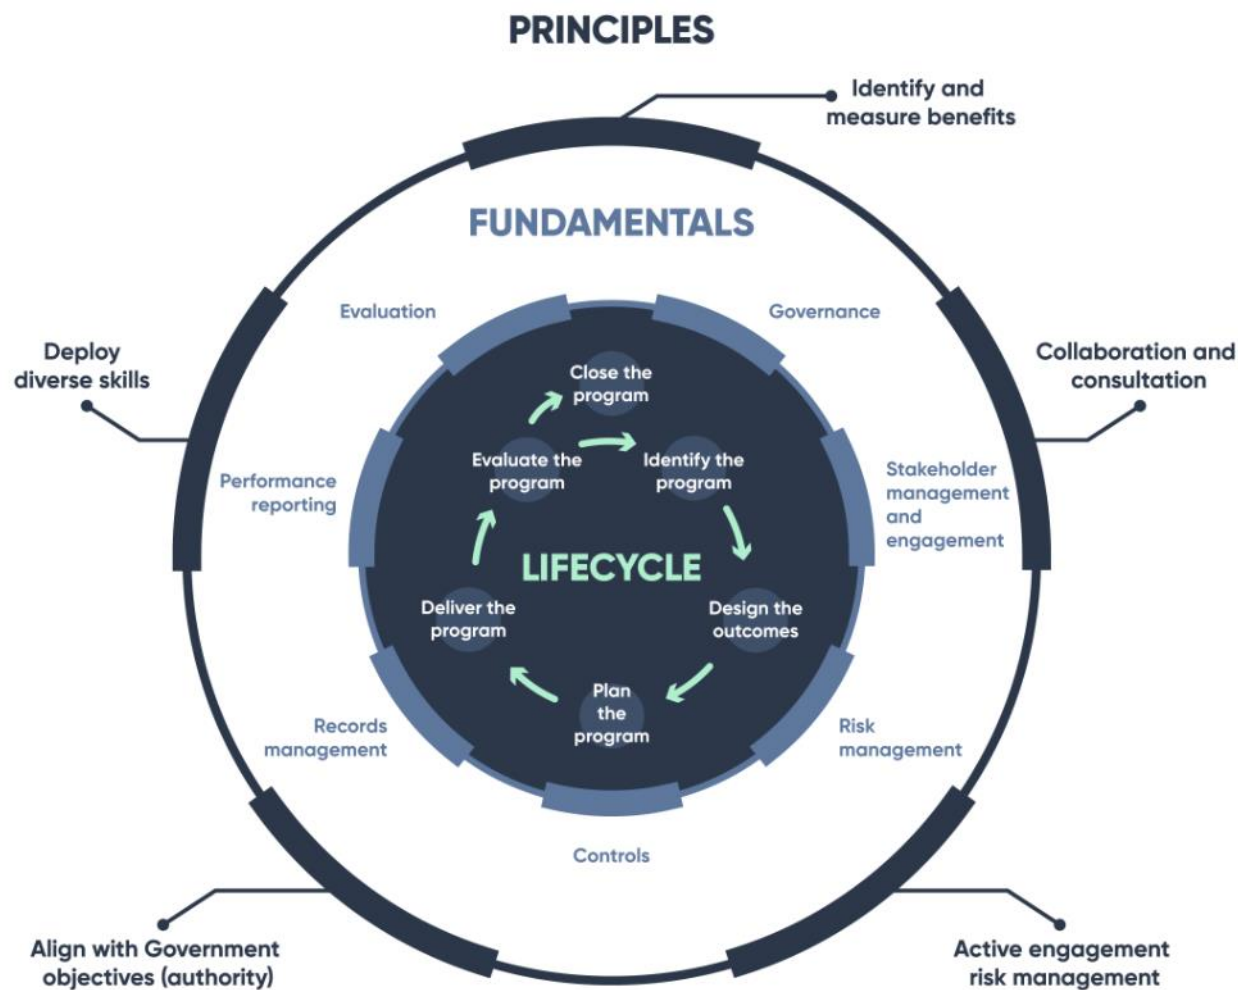 PRINCIPLES
Identify and
measure benefits
FUNDAMENTALS
Evaluation
Governance
Deploy
diverse skills
Collaboration and
consultation
Close the
program
Evaluate the
program
Identify the
program
Performance
reporting
Stakeholder
management
and
engagement
LIFECYCLE
Deliver the
program
Design the
outcomes
Plan
the
program
Records
management
Risk
management
Controls
Align with Government
objectives (authority)
Active engagement
risk management